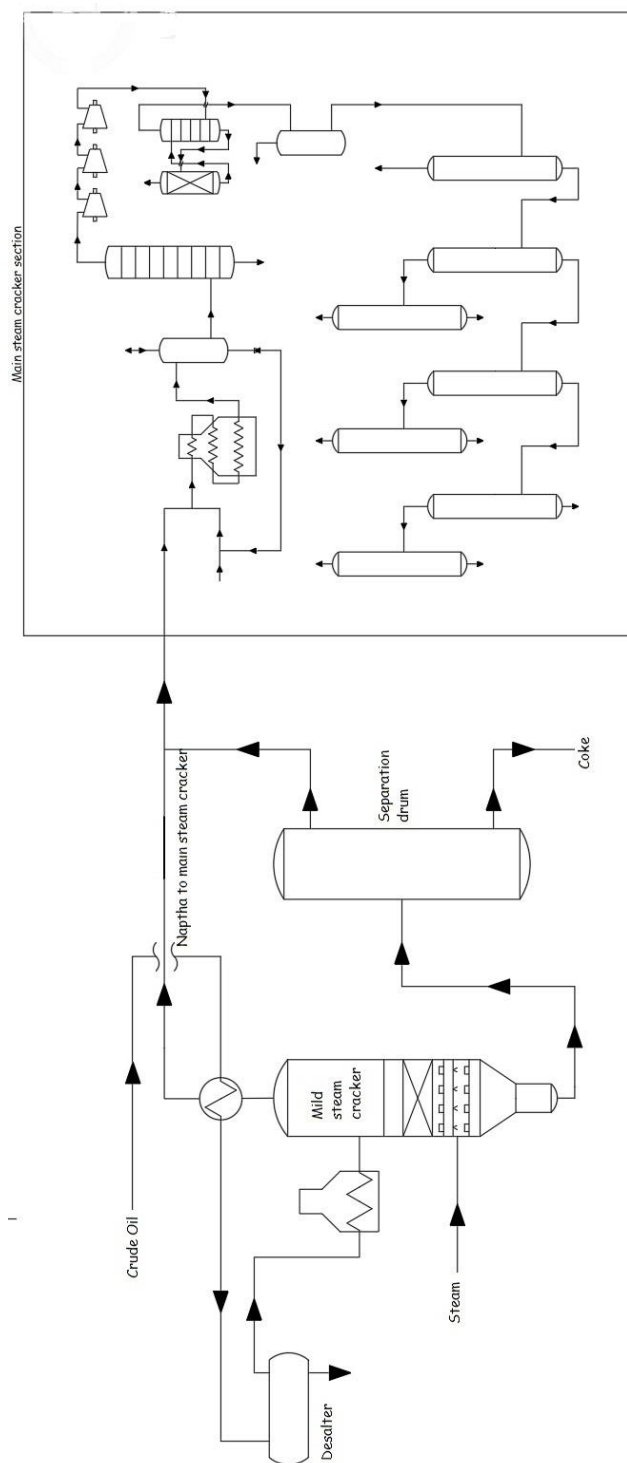 Main steam cracker section
Naptha to main steam cracker
Crude Oil
Mild
steam
cracker
Separation
drum
Coke
Steam
Desalter